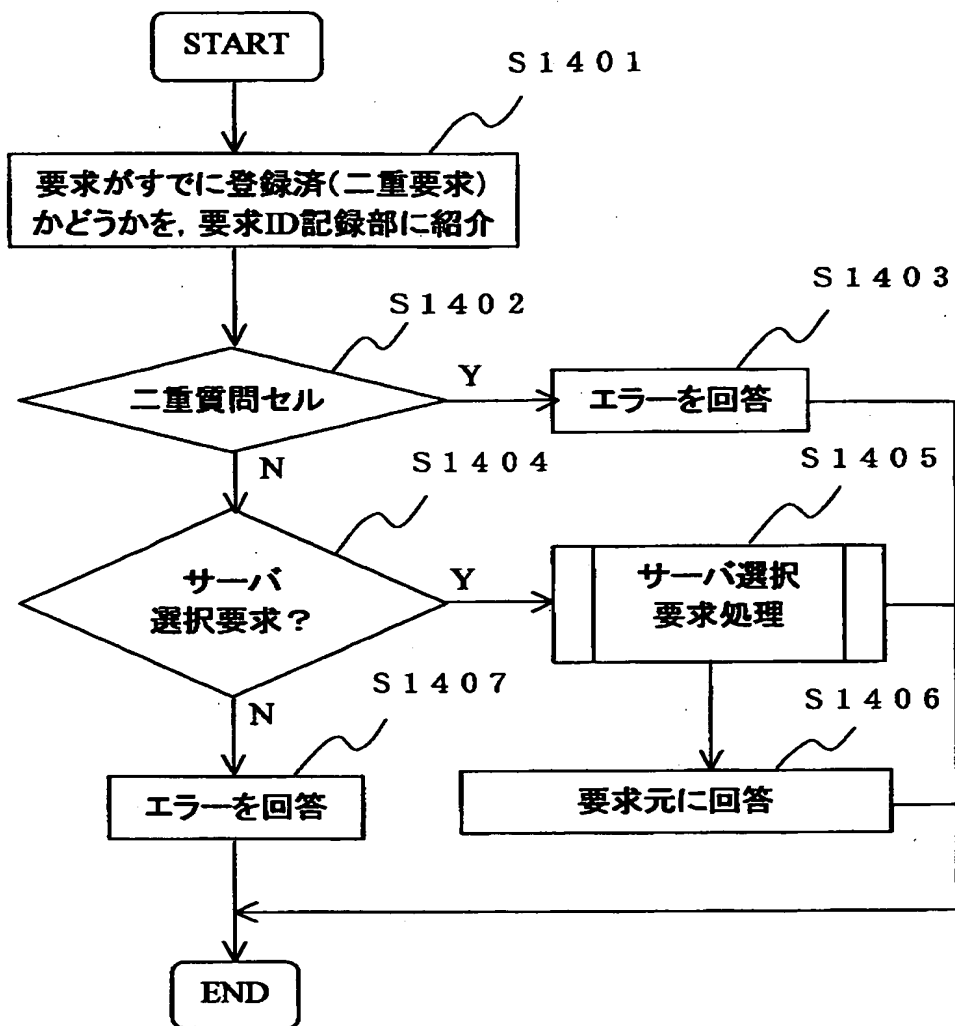 START
S1401
要求がすでに登録済(二重要求)
かどうかを,要求ID記録部に紹介
S1402
S1403
二重質問セル
Y
エラーを回答
N
S1404
S1405
サーバ
選択要求?
Y
サーバ選択
要求処理
N
S1407
S1406
エラーを回答
要求元に回答
END